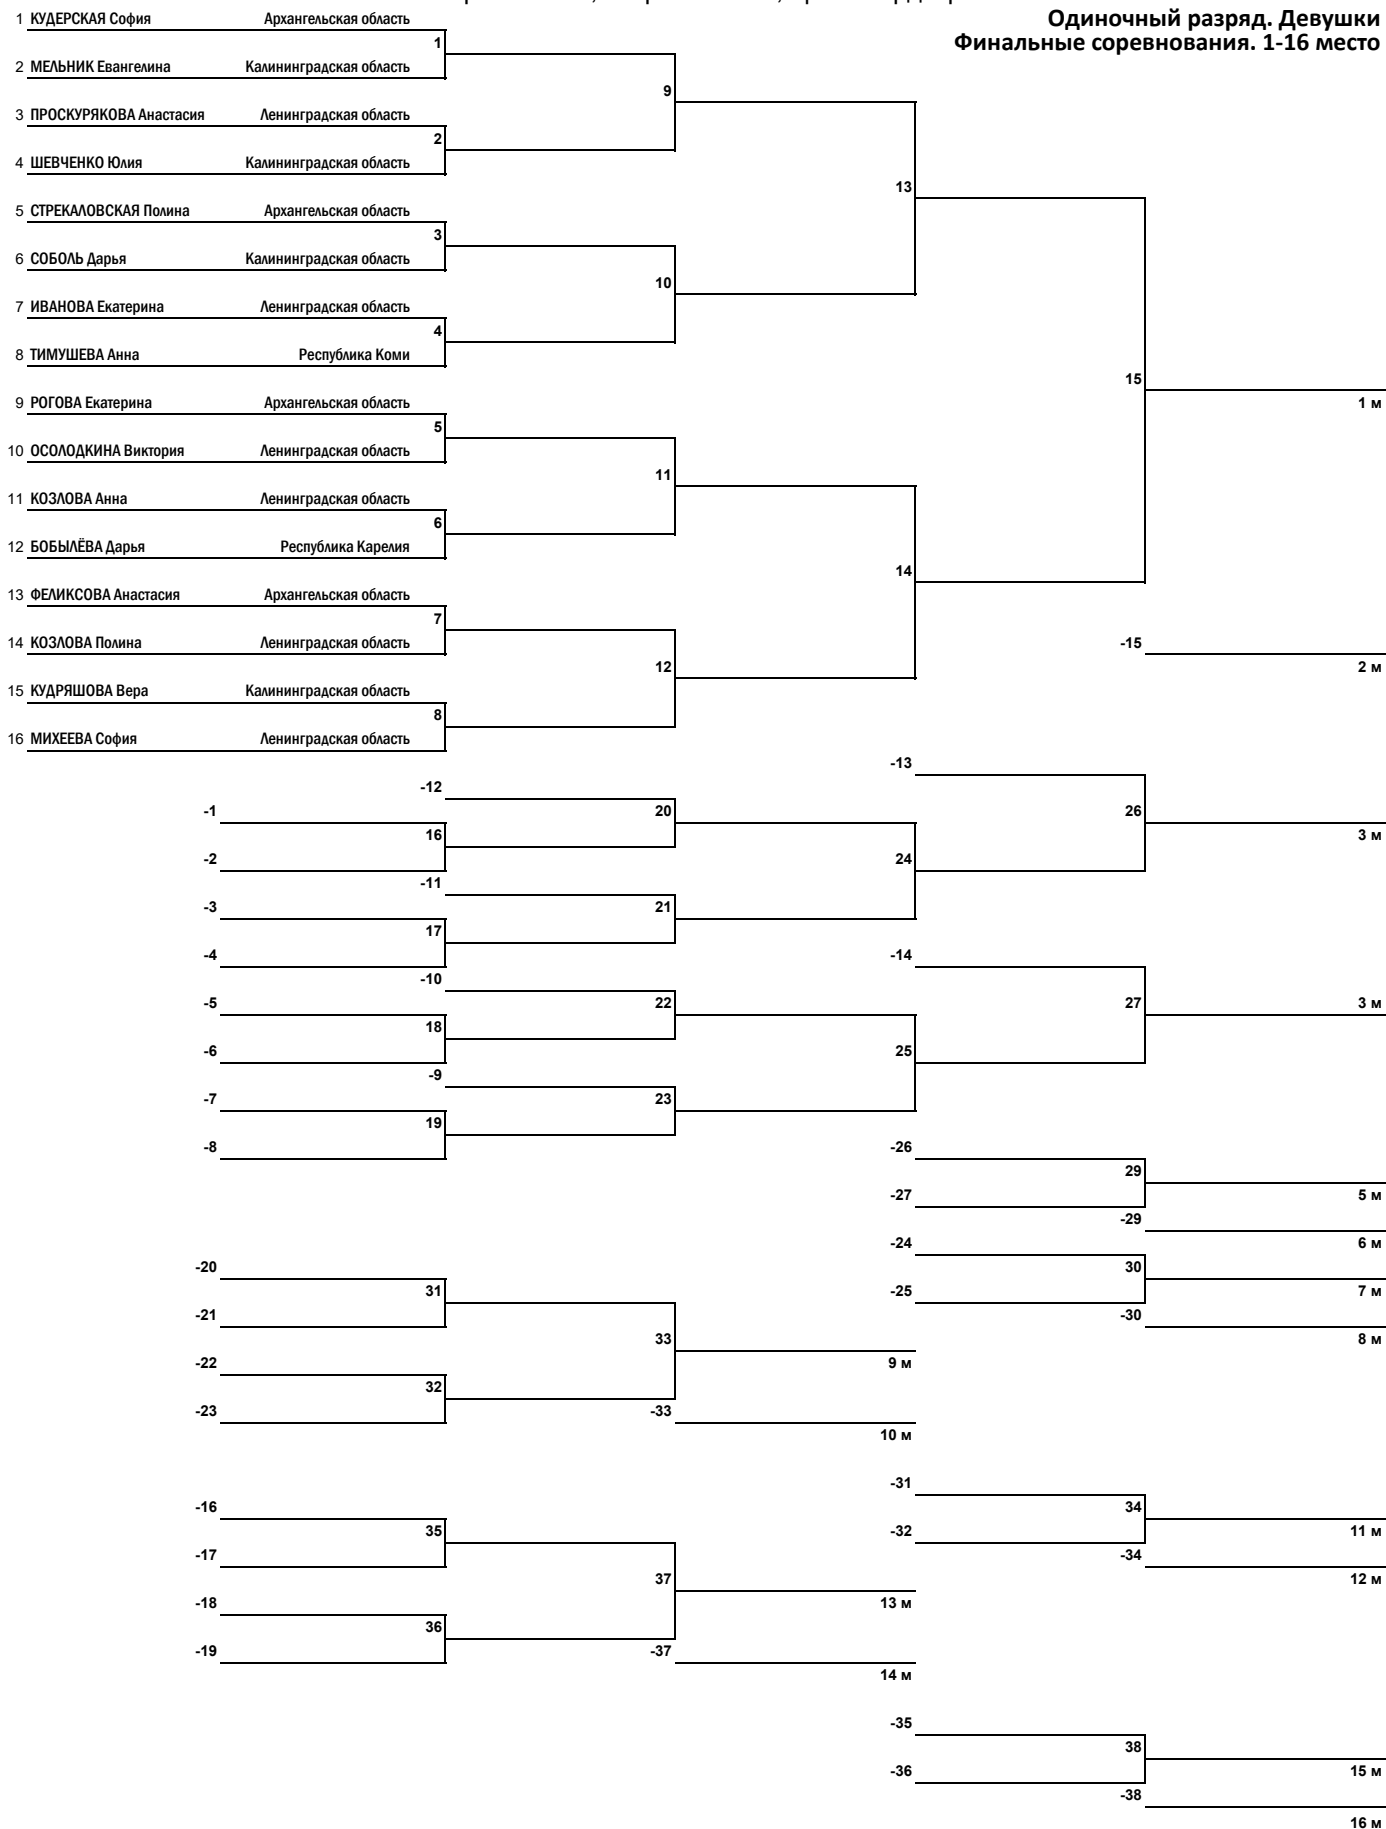 Одиночный разряд. Девушки
Финальные соревнования. 1-16 место
1 КУДЕРСКАЯ София Архангельская область
1
2 МЕЛЬНИК Евангелина Калининградская область
9
3 ПРОСКУРЯКОВА Анастасия Ленинградская область
2
4 ШЕВЧЕНКО Юлия Калининградская область
13
5 СТРЕКАЛОВСКАЯ Полина Архангельская область
3
6 СОБОЛЬ Дарья Калининградская область
10
7 ИВАНОВА Екатерина Ленинградская область
4
8 ТИМУШЕВА Анна Республика Коми
15
9 РОГОВА Екатерина Архангельская область
1 м
5
10 ОСОЛОДКИНА Виктория Ленинградская область
11
11 КОЗЛОВА Анна Ленинградская область
6
12 БОБЫЛЁВА Дарья Республика Карелия
14
13 ФЕЛИКСОВА Анастасия Архангельская область
7
14 КОЗЛОВА Полина Ленинградская область
-15
12
2 м
15 КУДРЯШОВА Вера Калининградская область
8
16 МИХЕЕВА София Ленинградская область
-13
-12
-1
20
26
16
3 м
-2
24
-11
-3
21
17
-4
-14
-10
-5
22
27
3 м
18
-6
25
-9
-7
23
19
-8
-26
29
-27
5 м
-29
-24
6 м
-20
30
31
-25
7 м
-21
-30
33
8 м
-22
9 м
32
-23
-33
10 м
-31
-16
34
35
-32
11 м
-17
-34
37
12 м
-18
13 м
36
-19
-37
14 м
-35
38
-36
15 м
-38
16 м